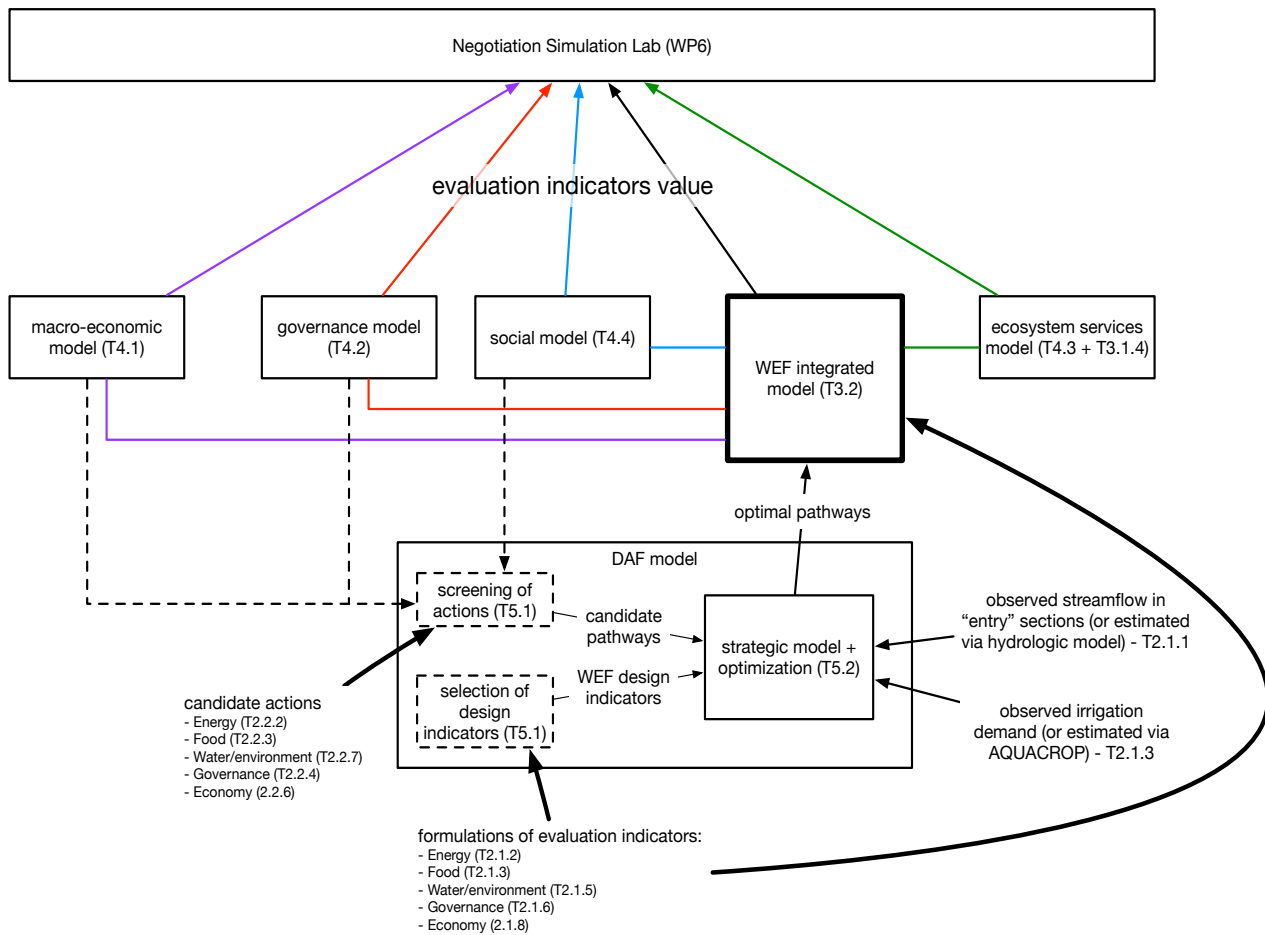 Negotiation Simulation Lab (WP6)
evaluation indicators value
macro-economic
model (T4.1)
governance model
(T4.2)
social model (T4.4)
WEF integrated
model (T3.2)
ecosystem services
model (T4.3 + T3.1.4)
optimal pathways
DAF model
screening of
actions (T5.1)
candidate
pathways
strategic model +
optimization (T5.2)
WEF design
indicators
selection of
design
indicators (T5.1)
observed streamflow in
“entry” sections (or estimated
via hydrologic model) - T2.1.1
observed irrigation
demand (or estimated via
AQUACROP) - T2.1.3
candidate actions
- Energy (T2.2.2)
- Food (T2.2.3)
- Water/environment (T2.2.7)
- Governance (T2.2.4)
- Economy (2.2.6)
formulations of evaluation indicators:
- Energy (T2.1.2)
- Food (T2.1.3)
- Water/environment (T2.1.5)
- Governance (T2.1.6)
- Economy (2.1.8)